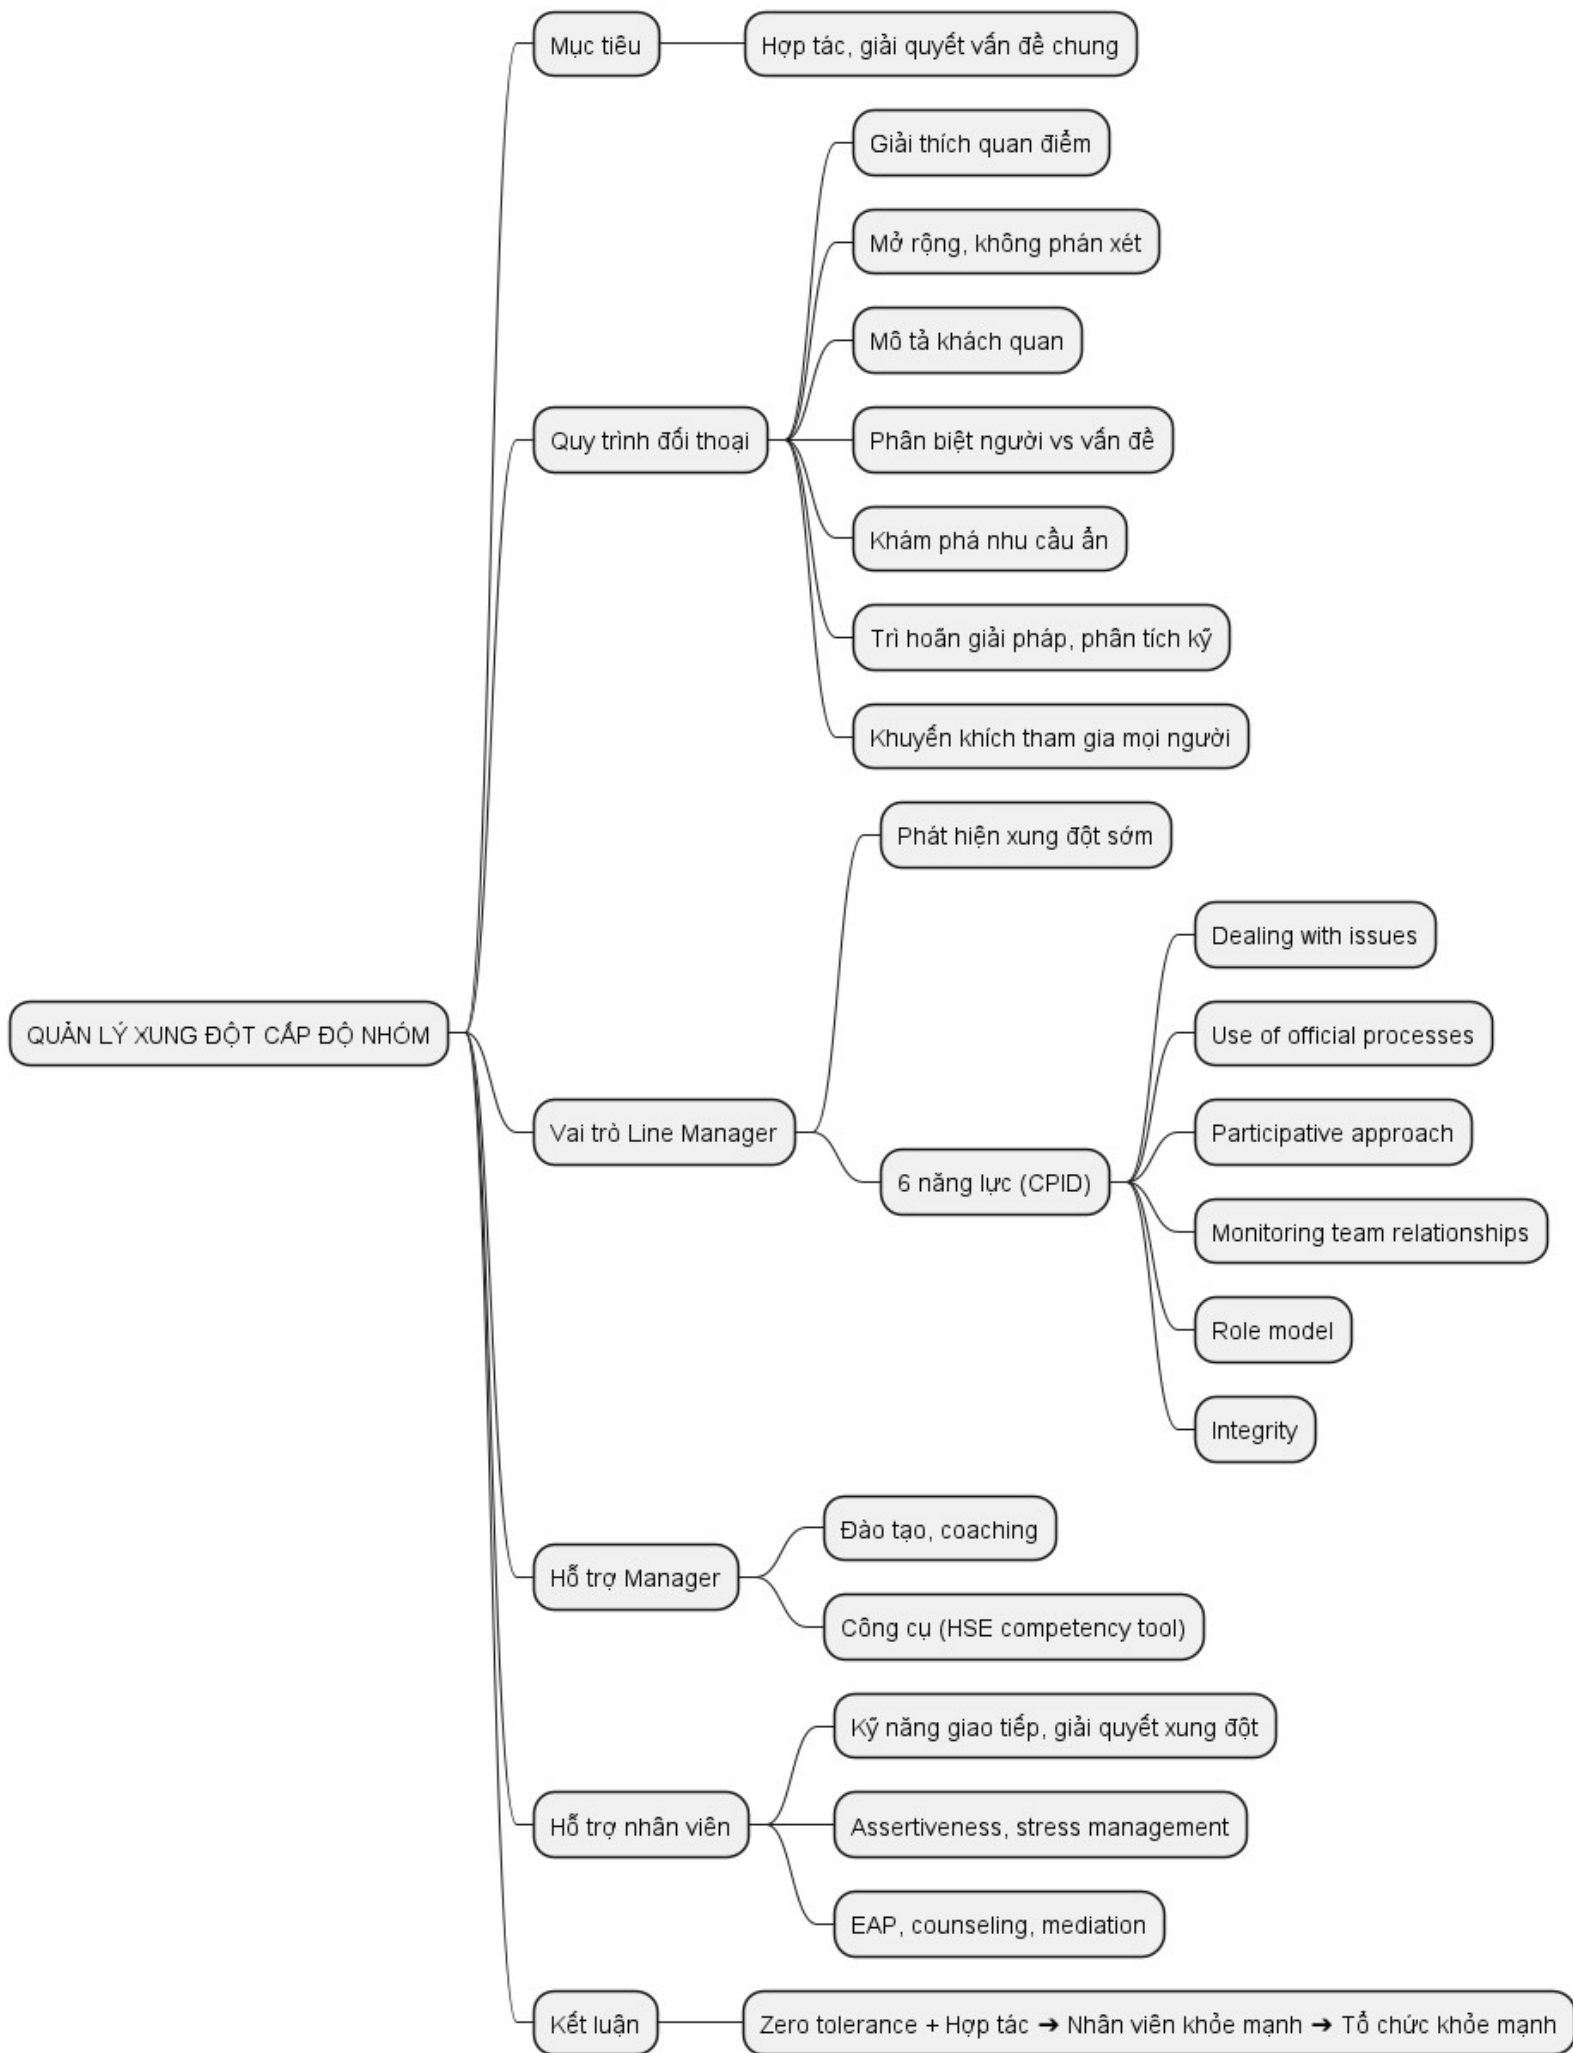 QUẢN LÝ XUNG ĐỘT CẤP ĐỘ NHÓM
Mục tiêu
Hợp tác, giải quyết vấn đề chung
Quy trình đối thoại
Giải thích quan điểm
Mở rộng, không phán xét
Mô tả khách quan
Phân biệt người vs vấn đề
Khám phá nhu cầu ẩn
Trì hoãn giải pháp, phân tích kỹ
Khuyến khích tham gia mọi người
Vai trò Line Manager
Phát hiện xung đột sớm
6 năng lực (CPID)
Dealing with issues
Use of official processes
Participative approach
Monitoring team relationships
Role model
Integrity
Hỗ trợ Manager
Đào tạo, coaching
Công cụ (HSE competency tool)
Hỗ trợ nhân viên
Kỹ năng giao tiếp, giải quyết xung đột
Assertiveness, stress management
EAP, counseling, mediation
Kết luận
Zero tolerance + Hợp tác ➔ Nhân viên khỏe mạnh ➔ Tổ chức khỏe mạnh